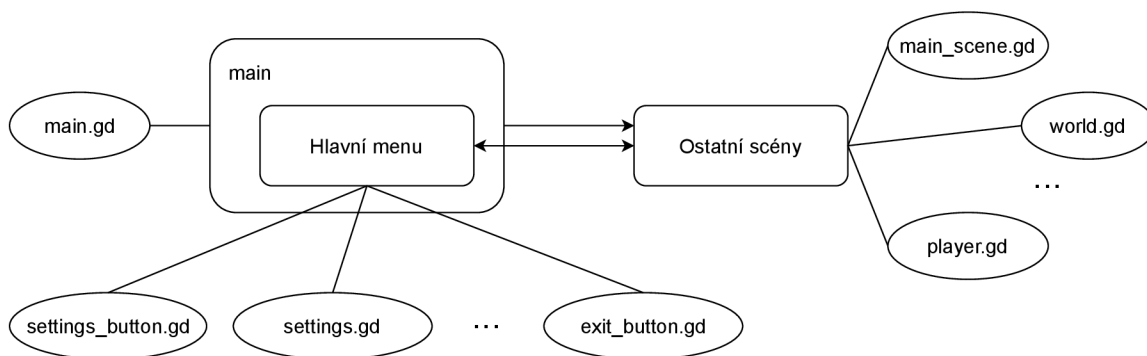 main_scene.gd
main
main.gd
world.gd
Hlavní menu
Ostatní scény
...
player.gd
settings_button.gd
settings.gd
...
exit_button.gd